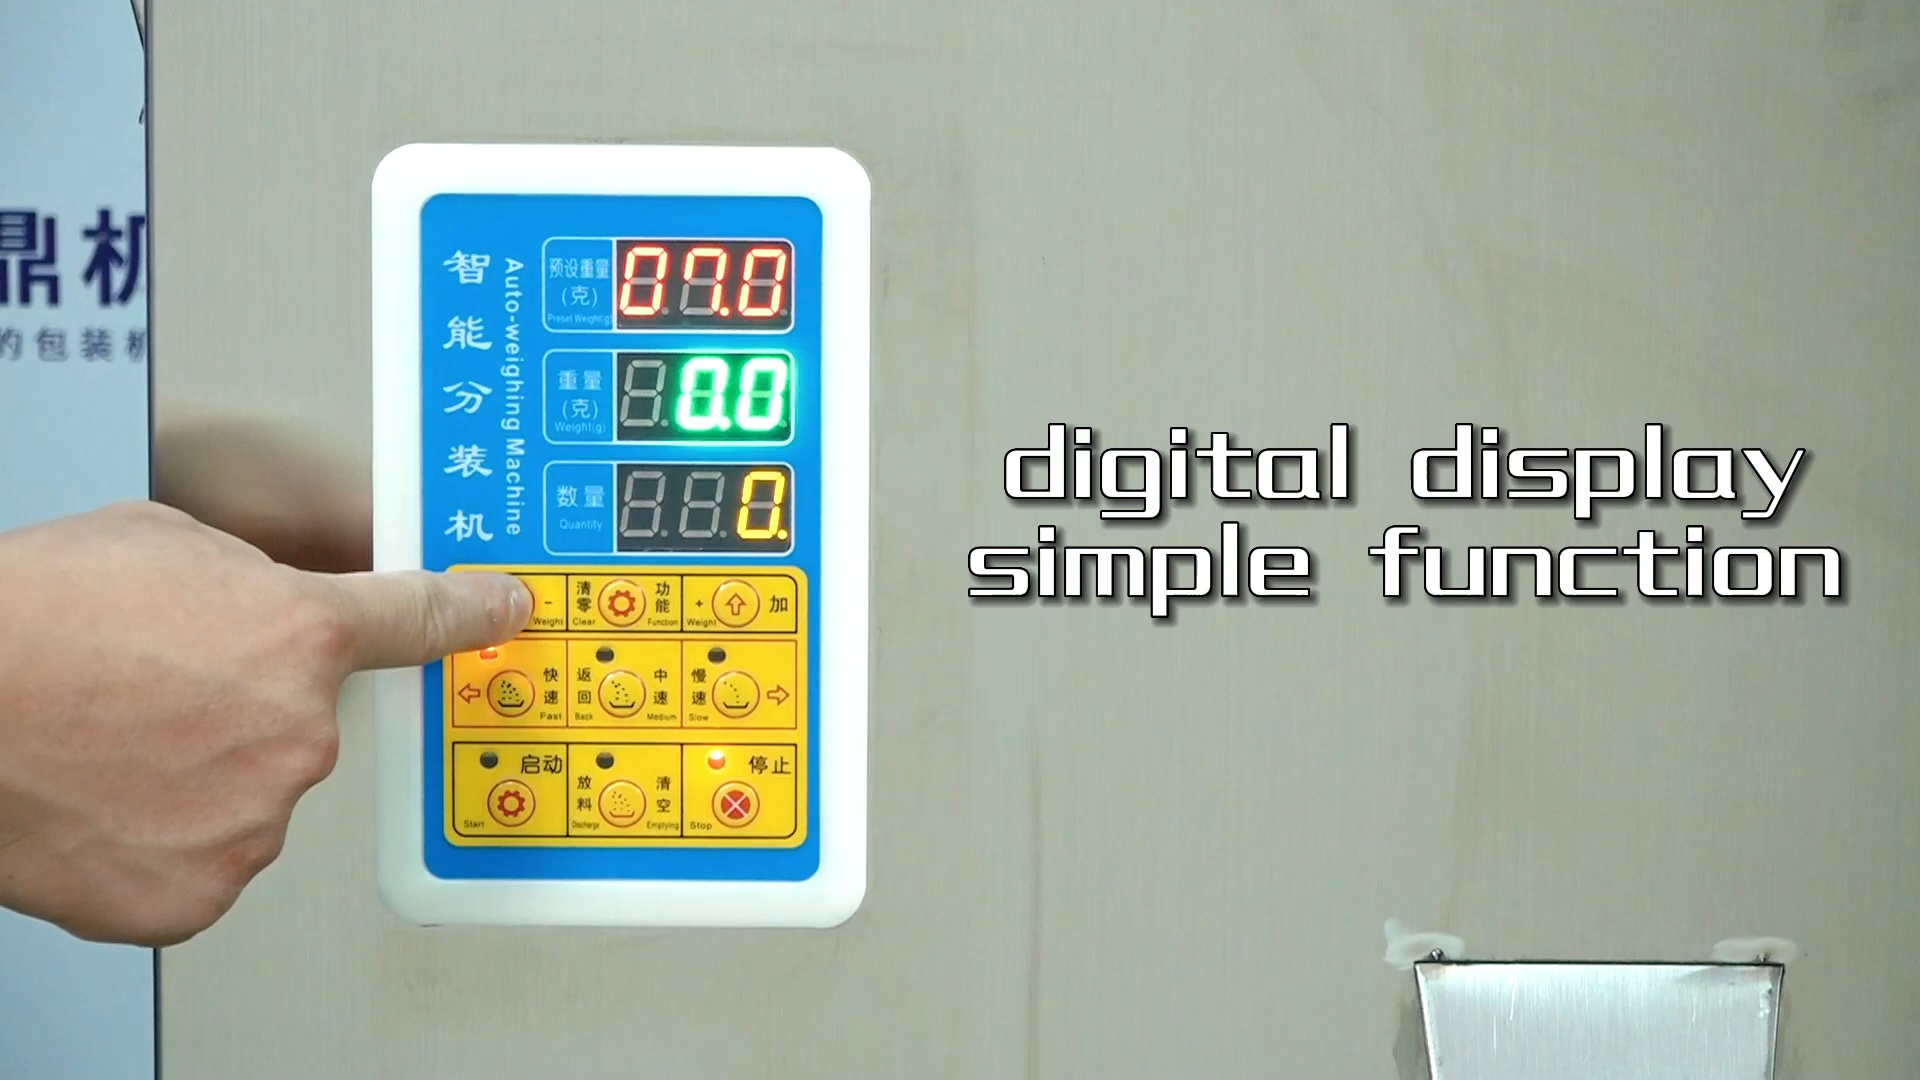 鼎机
的包装机
智能分装机
Auto-weighing Machine
预设重量
(克)
Preset Weight(g)
07.0
重量
(克)
Weight(g)
0.0
数量
Quantity
0.
-
Weight
清零
Clear
功能
Function
+
Weight
加
快速
Fast
返回
Back
中速
Medium
慢速
Slow
启动
Start
放料
Discharge
清空
Emptying
停止
Stop
digital display
simple function